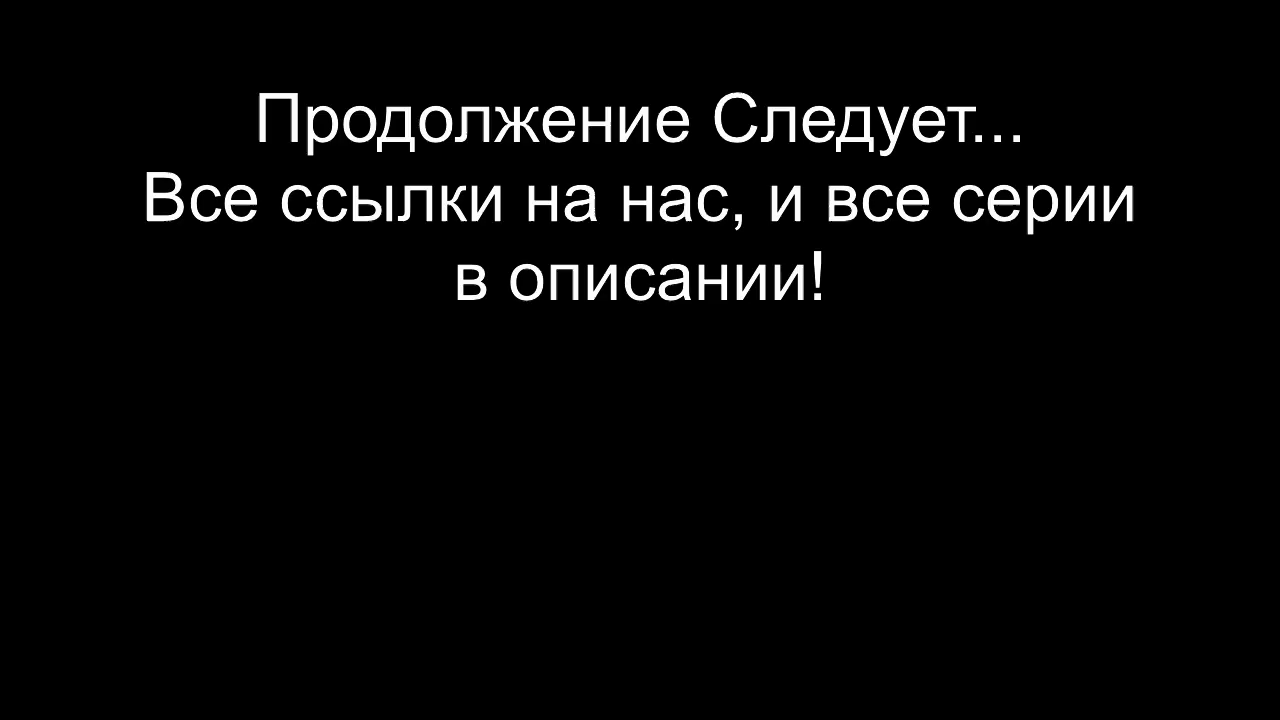 Продолжение Следует...
Все ссылки на нас, и все серии
в описании!